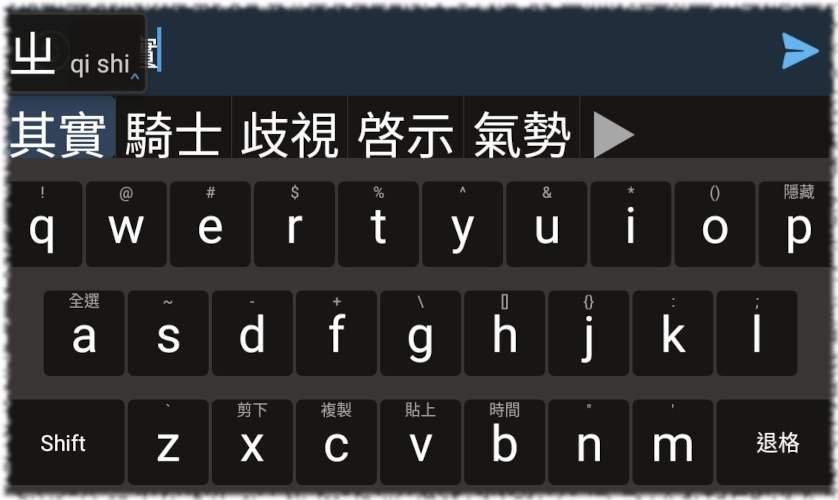 㞢 qi shi ^
其實 騎士 歧視 啓示 氣勢
! @ # $ % ^ & * () 隱藏
q w e r t y u i o p
全選 ~ - + \ [] {} : ;
a s d f g h j k l
` 剪下 複製 貼上 時間 " '
Shift z x c v b n m 退格